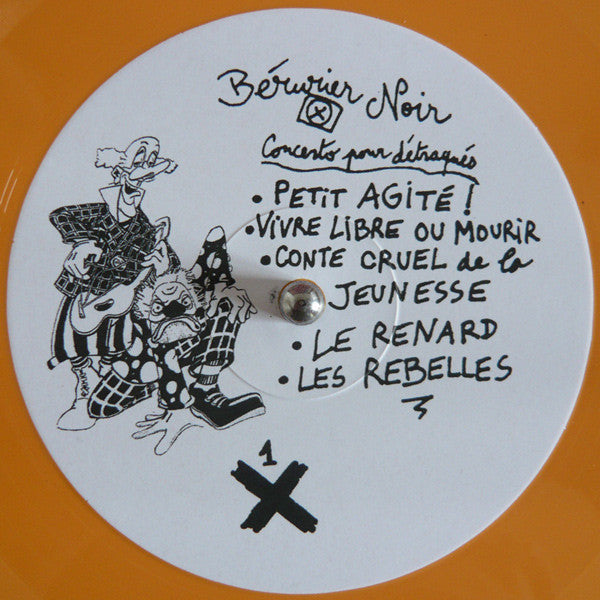 Bérurier Noir
Concerto pour détraqués
• PETIT AGITÉ !
• VIVRE LIBRE OU MOURIR
• CONTE CRUEL de la
JEUNESSE
• LE RENARD
• LES REBELLES
1